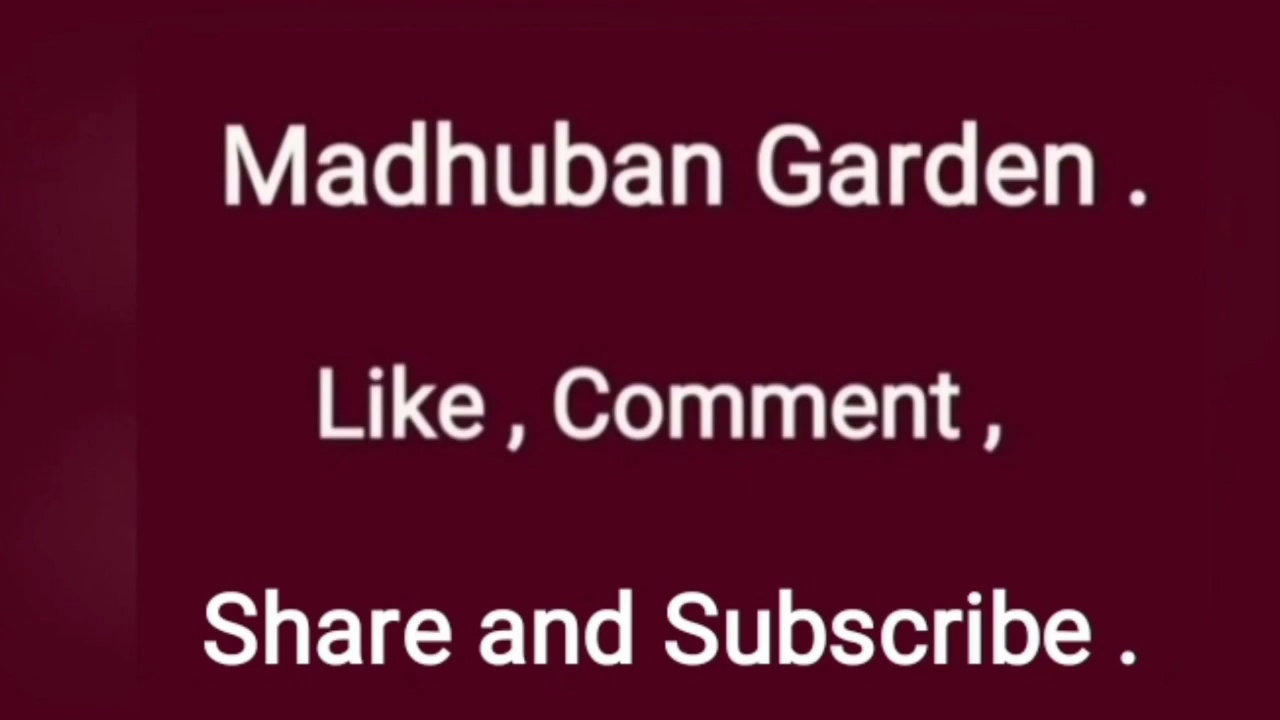 Madhuban Garden .
Like , Comment ,
Share and Subscribe .